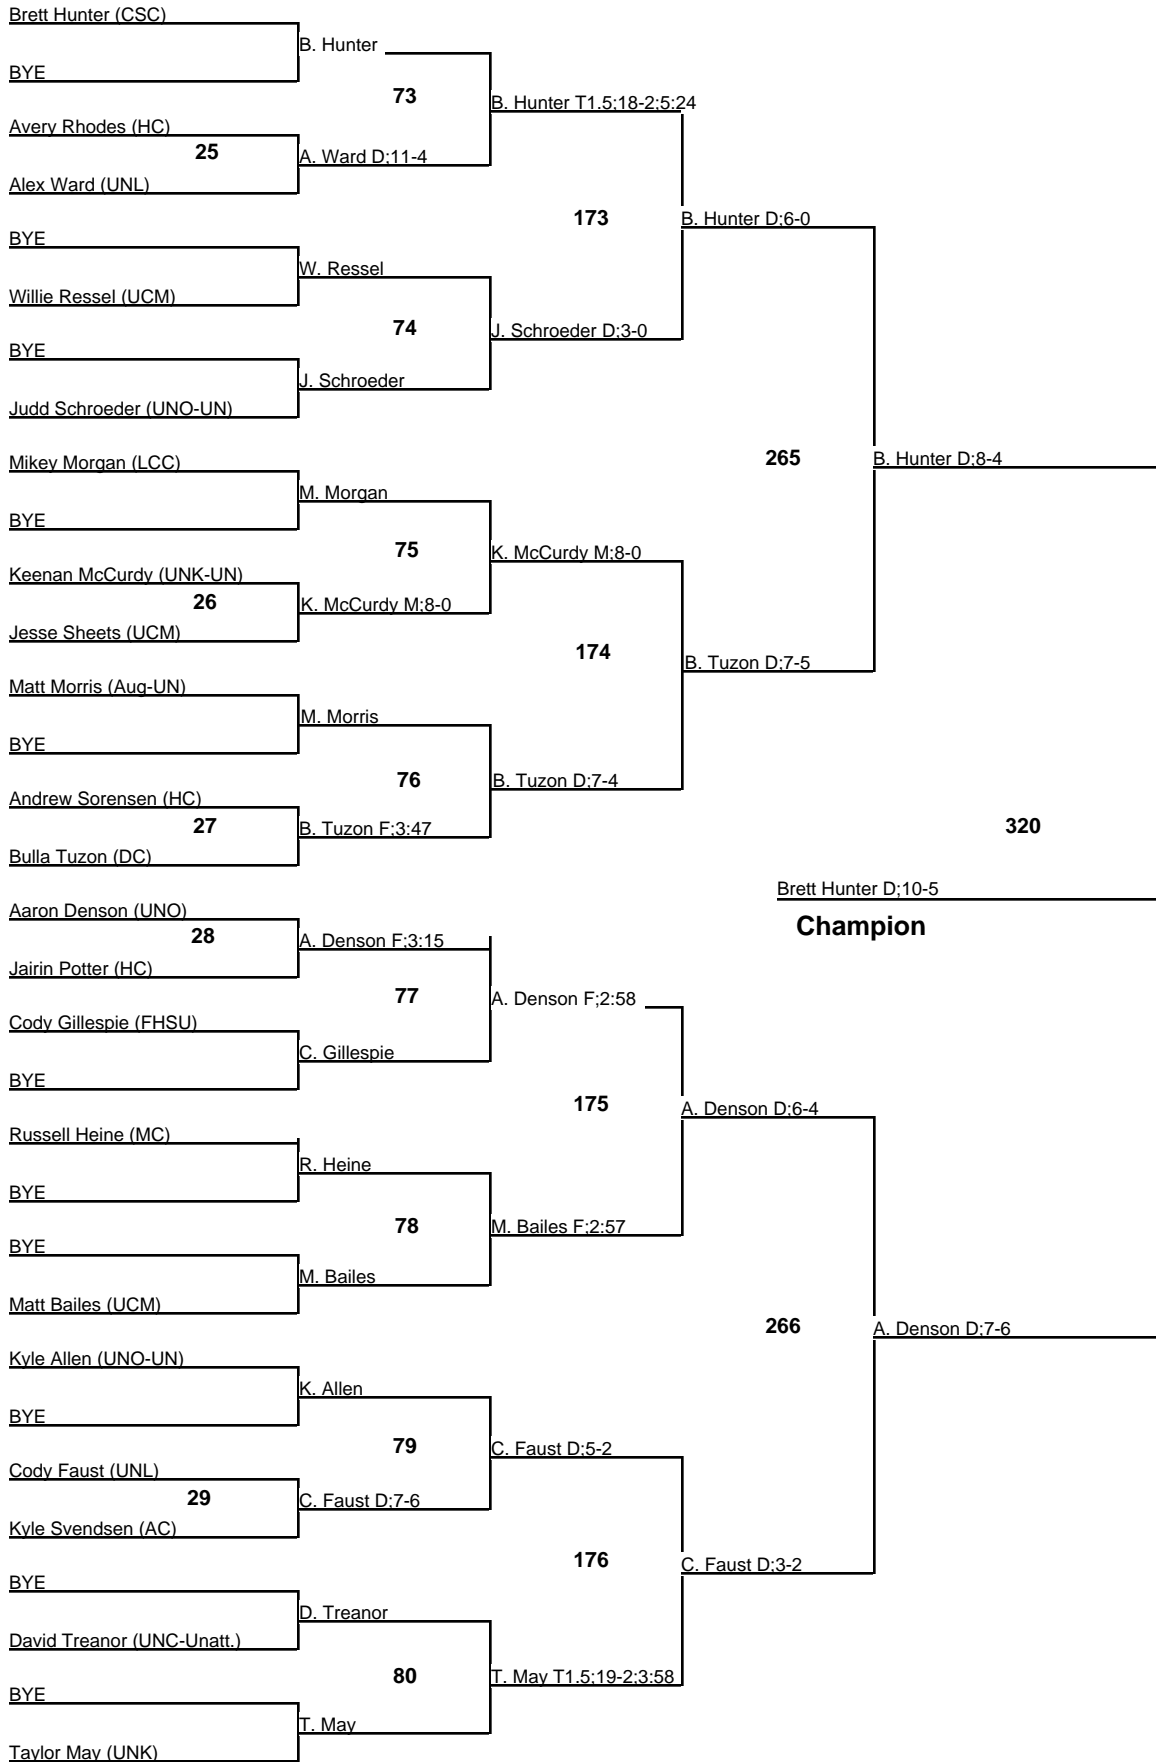 Brett Hunter (CSC)
B. Hunter
BYE
73
B. Hunter T1.5;18-2;5:24
Avery Rhodes (HC)
25
A. Ward D;11-4
Alex Ward (UNL)
173
B. Hunter D;6-0
BYE
W. Ressel
Willie Ressel (UCM)
74
J. Schroeder D;3-0
BYE
J. Schroeder
Judd Schroeder (UNO-UN)
265
B. Hunter D;8-4
Mikey Morgan (LCC)
M. Morgan
BYE
75
K. McCurdy M;8-0
Keenan McCurdy (UNK-UN)
26
K. McCurdy M;8-0
Jesse Sheets (UCM)
174
B. Tuzon D;7-5
Matt Morris (Aug-UN)
M. Morris
BYE
76
B. Tuzon D;7-4
Andrew Sorensen (HC)
27
B. Tuzon F;3:47
320
Bulla Tuzon (DC)
Brett Hunter D;10-5
Champion
Aaron Denson (UNO)
28
A. Denson F;3:15
Jairin Potter (HC)
77
A. Denson F;2:58
Cody Gillespie (FHSU)
C. Gillespie
BYE
175
A. Denson D;6-4
Russell Heine (MC)
R. Heine
BYE
78
M. Bailes F;2:57
BYE
M. Bailes
Matt Bailes (UCM)
266
A. Denson D;7-6
Kyle Allen (UNO-UN)
K. Allen
BYE
79
C. Faust D;5-2
Cody Faust (UNL)
29
C. Faust D;7-6
Kyle Svendsen (AC)
176
C. Faust D;3-2
BYE
D. Treanor
David Treanor (UNC-Unatt.)
80
T. May T1.5;19-2;3:58
BYE
T. May
Taylor May (UNK)